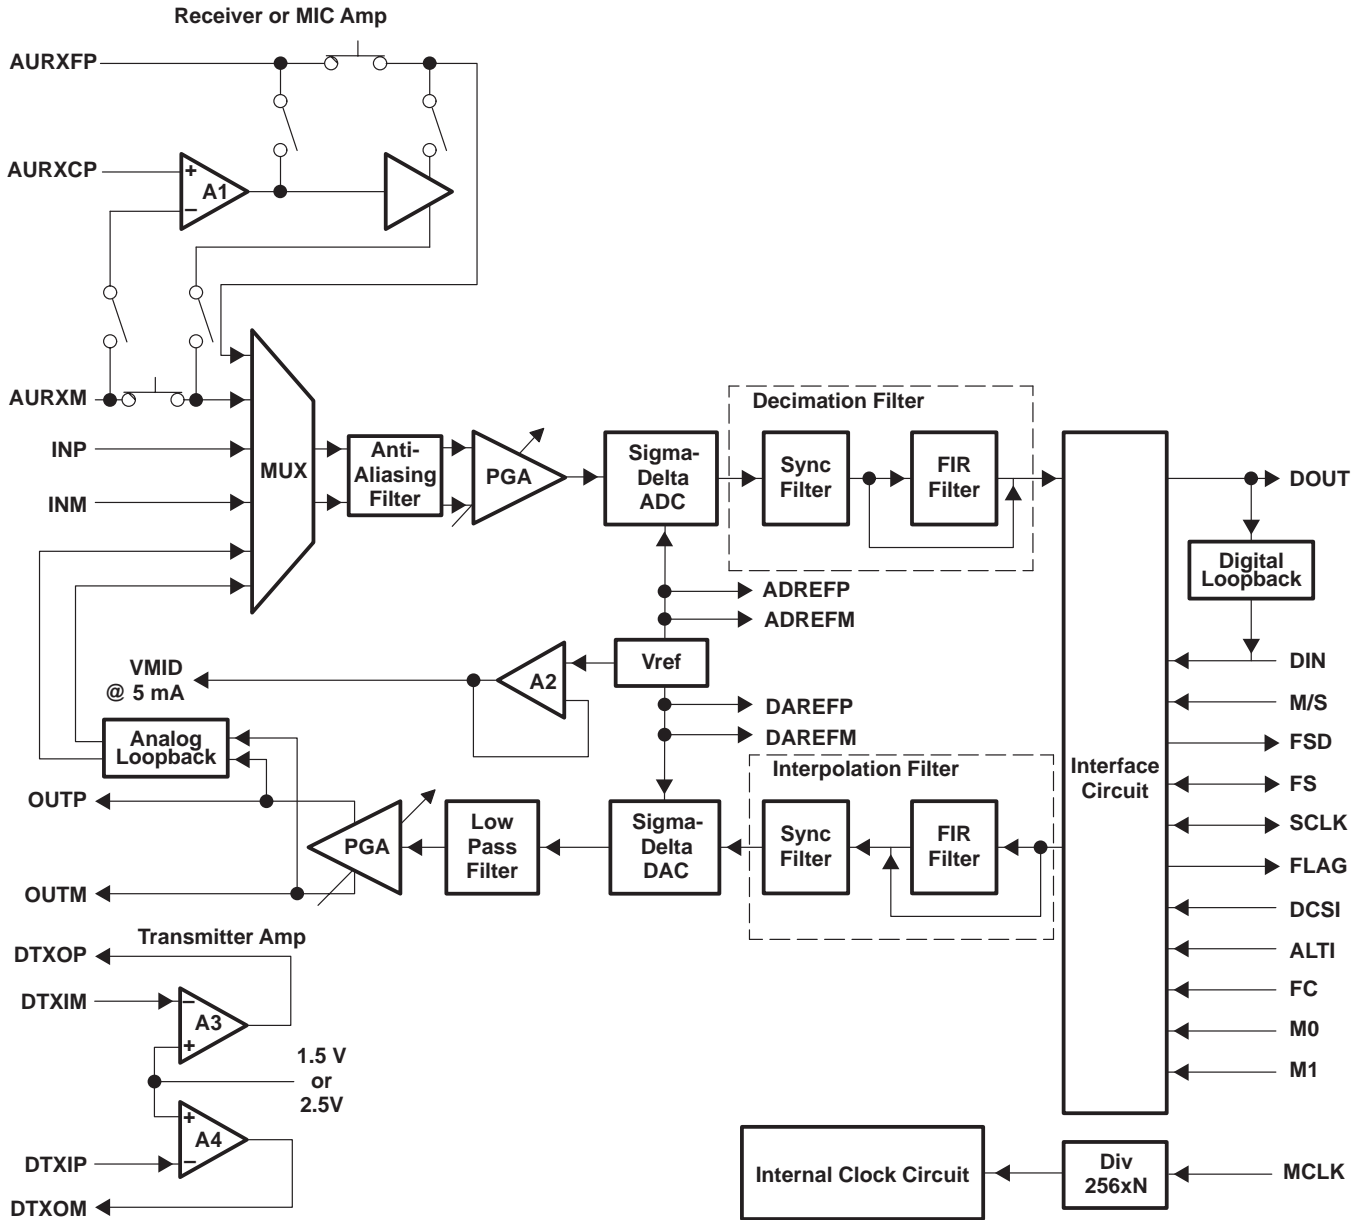 Receiver or MIC Amp
AURXFP
AURXCP
+
A1
−
AURXM
INP
INM
MUX
Anti-
Aliasing
Filter
PGA
Sigma-
Delta
ADC
Decimation Filter
Sync
Filter
FIR
Filter
DOUT
Digital
Loopback
ADREFP
ADREFM
VMID
@ 5 mA
A2
Vref
DIN
M/S
DAREFP
DAREFM
FSD
Analog
Loopback
Interpolation Filter
Interface
Circuit
FS
OUTP
PGA
Low
Pass
Filter
Sigma-
Delta
DAC
Sync
Filter
FIR
Filter
SCLK
FLAG
OUTM
DCSI
Transmitter Amp
DTXOP
ALTI
DTXIM
−
A3
+
FC
M0
1.5 V
or
2.5V
M1
+
A4
−
DTXIP
DTXOM
Internal Clock Circuit
Div
256xN
MCLK